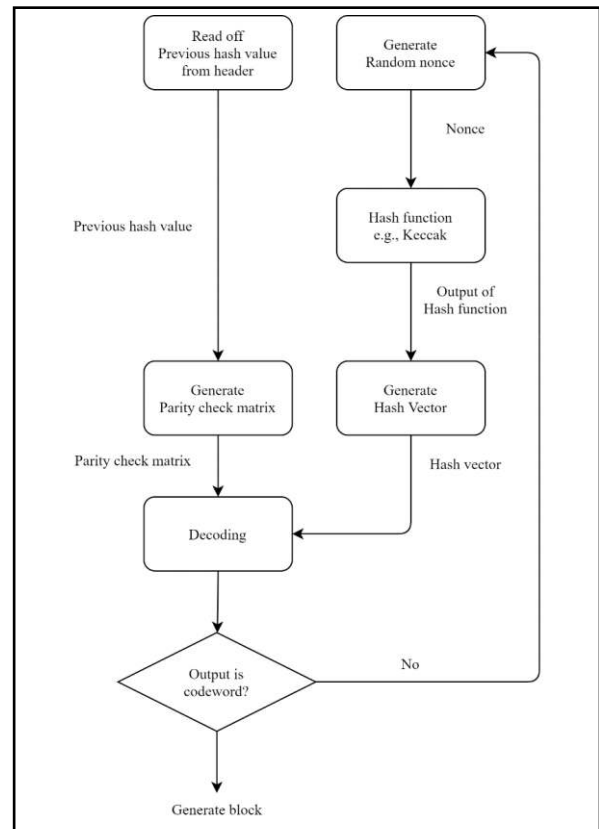 Read off
Previous hash value
from header
Generate
Random nonce
Nonce
Hash function
e.g., Keccak
Previous hash value
Output of
Hash function
Generate
Parity check matrix
Generate
Hash Vector
Parity check matrix
Hash vector
Decoding
Output is
codeword?
No
Generate block